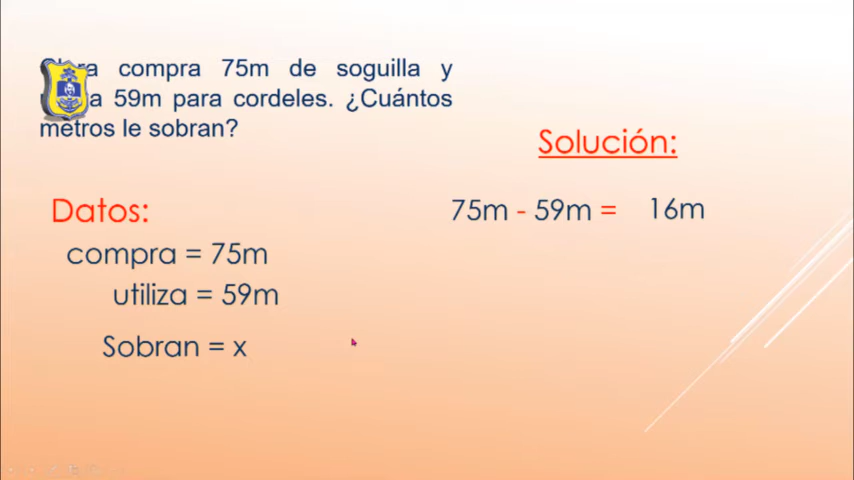 compra 75m de soguilla y
59m para cordeles. ¿Cuántos
metros le sobran?
Solución:
75m - 59m = 16m
Datos:
compra = 75m
utiliza = 59m
Sobran = x